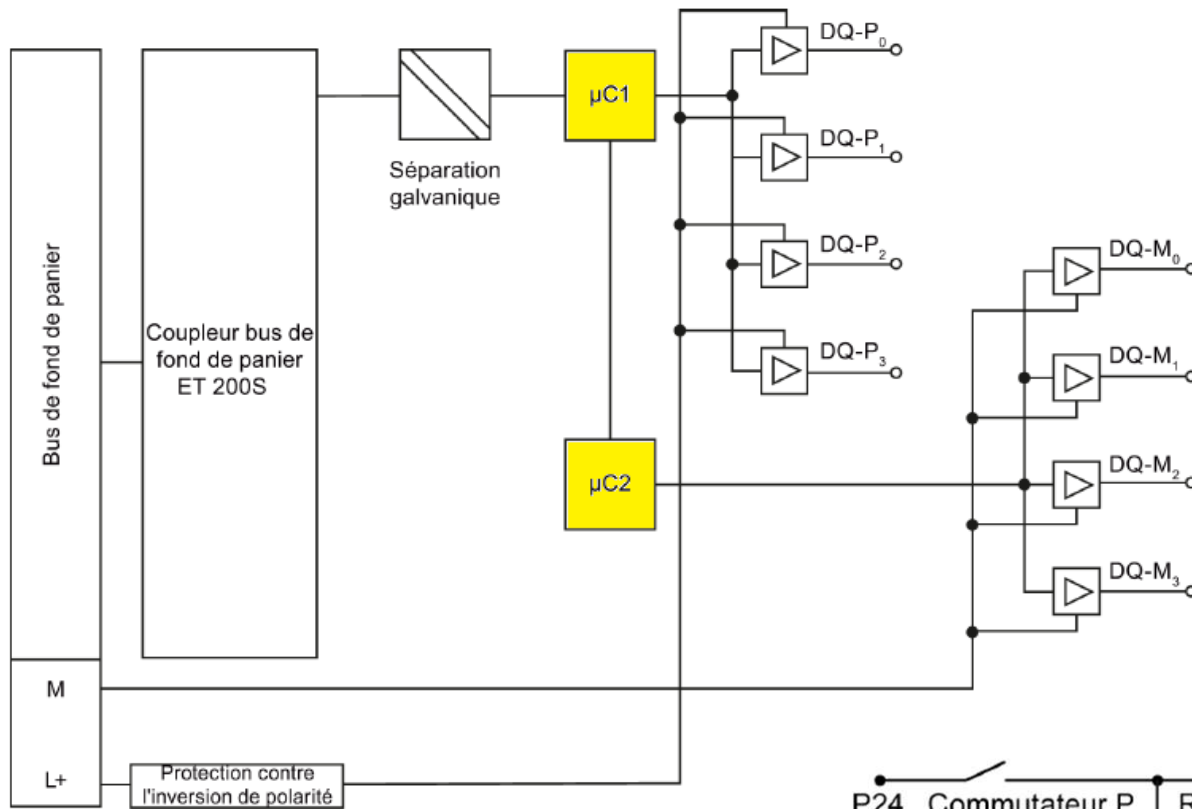 DQ-P₀
µC1
DQ-P₁
Séparation
galvanique
DQ-P₂
DQ-M₀
Bus de fond de panier
Coupleur bus de
fond de panier
ET 200S
DQ-P₃
DQ-M₁
µC2
DQ-M₂
DQ-M₃
M
L+
Protection contre
l'inversion de polarité
P24 Commutateur P